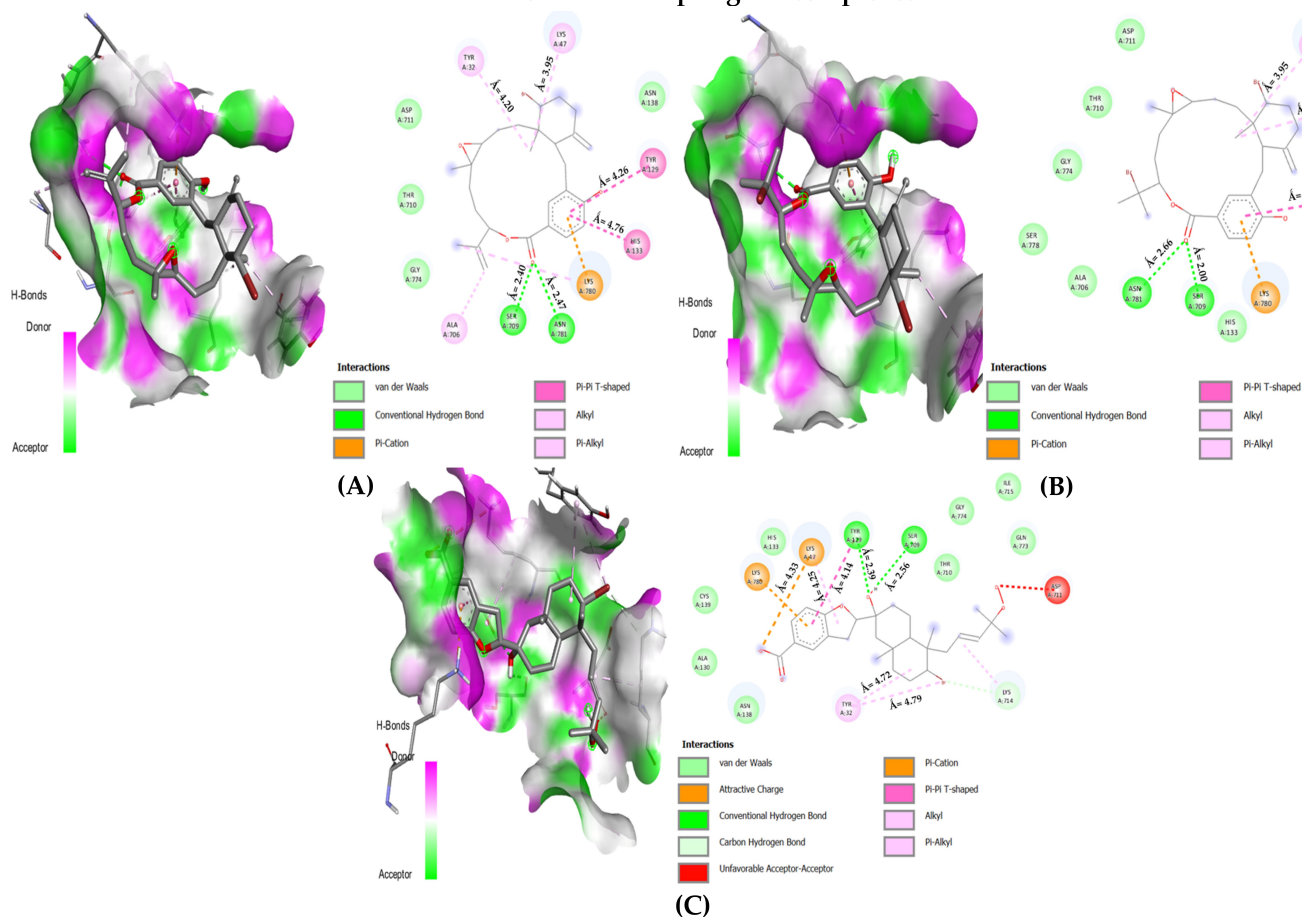 H-Bonds
Donor
Acceptor
TYR
A:32
LYS
A:47
ASP
A:711
ASN
A:138
THR
A:710
TYR
A:129
GLY
A:774
HIS
A:133
ALA
A:706
SER
A:709
ASN
A:781
LYS
A:780
Å= 4.20
Å= 3.95
Å= 4.26
Å= 4.76
Å= 2.40
Å= 2.47
Br
O
O
O
Interactions
van der Waals
Conventional Hydrogen Bond
Pi-Cation
Pi-Pi T-shaped
Alkyl
Pi-Alkyl
(A)
H-Bonds
Donor
Acceptor
ASP
A:711
THR
A:710
GLY
A:774
SER
A:778
ALA
A:706
ASN
A:781
SER
A:709
HIS
A:133
LYS
A:780
Å= 3.95
Å= 2.66
Å= 2.00
Br
O
Br
O
O
Interactions
van der Waals
Conventional Hydrogen Bond
Pi-Cation
Pi-Pi T-shaped
Alkyl
Pi-Alkyl
(B)
H-Bonds
Donor
Acceptor
ILE
A:715
GLY
A:774
GLN
A:773
THR
A:710
SER
A:709
TYR
A:129
LYS
A:47
HIS
A:133
LYS
A:780
CYS
A:139
ALA
A:130
ASN
A:138
TYR
A:32
LYS
A:714
ASP
A:711
Å= 4.33
Å= 4.25
Å= 4.14
Å= 2.39
Å= 2.56
Å= 4.72
Å= 4.79
Interactions
van der Waals
Attractive Charge
Conventional Hydrogen Bond
Carbon Hydrogen Bond
Unfavorable Acceptor-Acceptor
Pi-Cation
Pi-Pi T-shaped
Alkyl
Pi-Alkyl
(C)